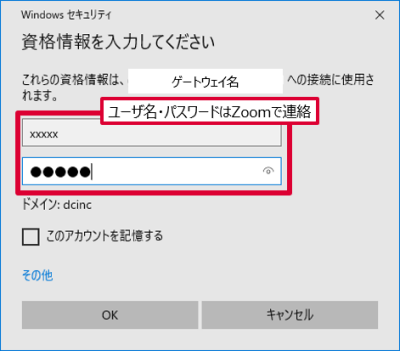 Windows セキュリティ
資格情報を入力してください
これらの資格情報は、 ゲートウェイ名 への接続に使用さ
れます。
ユーザ名・パスワードはZoomで連絡
xxxxx
●●●●●
ドメイン: dcinc
このアカウントを記憶する
その他
OK キャンセル